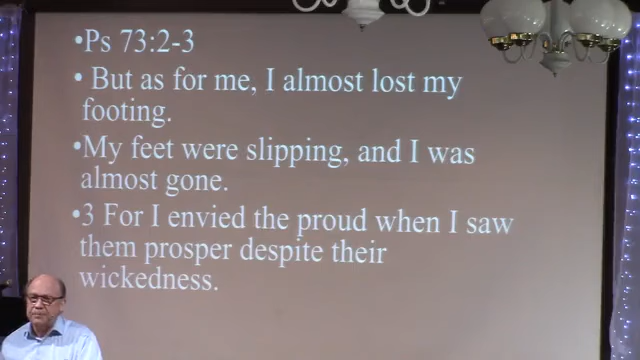 •Ps 73:2-3
• But as for me, I almost lost my
footing.
•My feet were slipping, and I was
almost gone.
•3 For I envied the proud when I saw
them prosper despite their
wickedness.